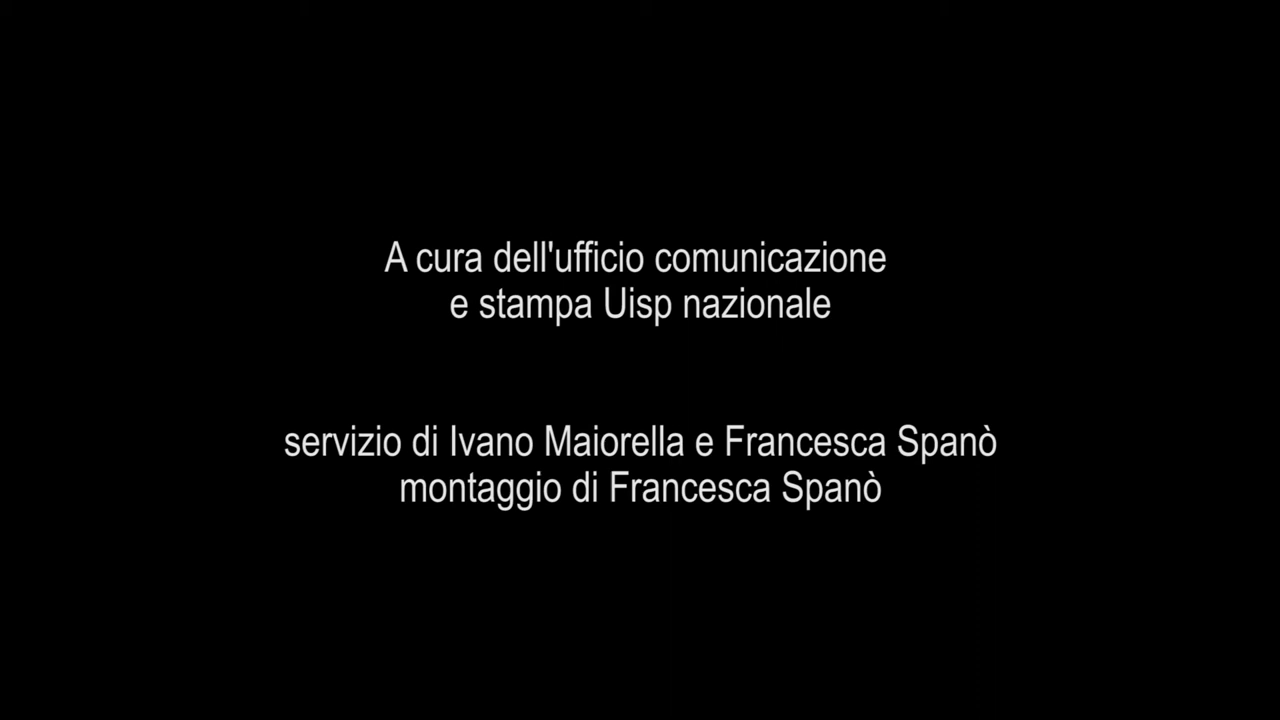 A cura dell'ufficio comunicazione
e stampa Uisp nazionale
servizio di Ivano Maiorella e Francesca Spanò
montaggio di Francesca Spanò